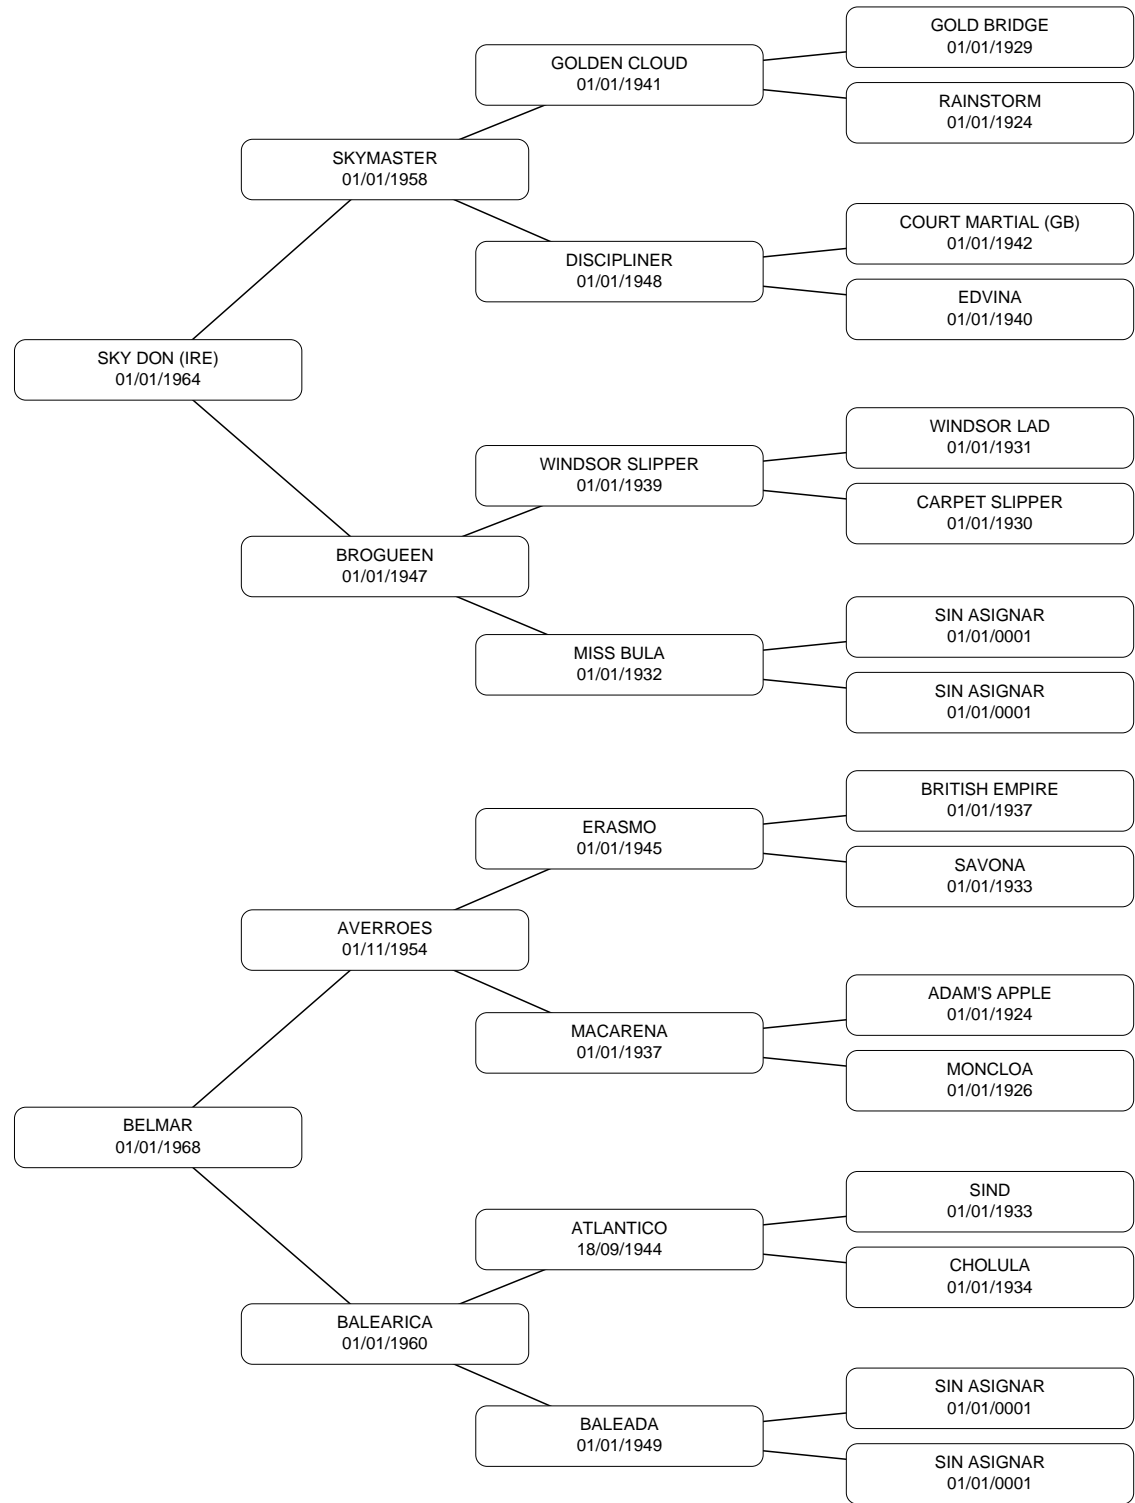 GOLD BRIDGE
01/01/1929
GOLDEN CLOUD
01/01/1941
RAINSTORM
01/01/1924
SKYMASTER
01/01/1958
COURT MARTIAL (GB)
01/01/1942
DISCIPLINER
01/01/1948
EDVINA
01/01/1940
SKY DON (IRE)
01/01/1964
WINDSOR LAD
01/01/1931
WINDSOR SLIPPER
01/01/1939
CARPET SLIPPER
01/01/1930
BROGUEEN
01/01/1947
SIN ASIGNAR
01/01/0001
MISS BULA
01/01/1932
SIN ASIGNAR
01/01/0001
BRITISH EMPIRE
01/01/1937
ERASMO
01/01/1945
SAVONA
01/01/1933
AVERROES
01/11/1954
ADAM'S APPLE
01/01/1924
MACARENA
01/01/1937
MONCLOA
01/01/1926
BELMAR
01/01/1968
SIND
01/01/1933
ATLANTICO
18/09/1944
CHOLULA
01/01/1934
BALEARICA
01/01/1960
SIN ASIGNAR
01/01/0001
BALEADA
01/01/1949
SIN ASIGNAR
01/01/0001